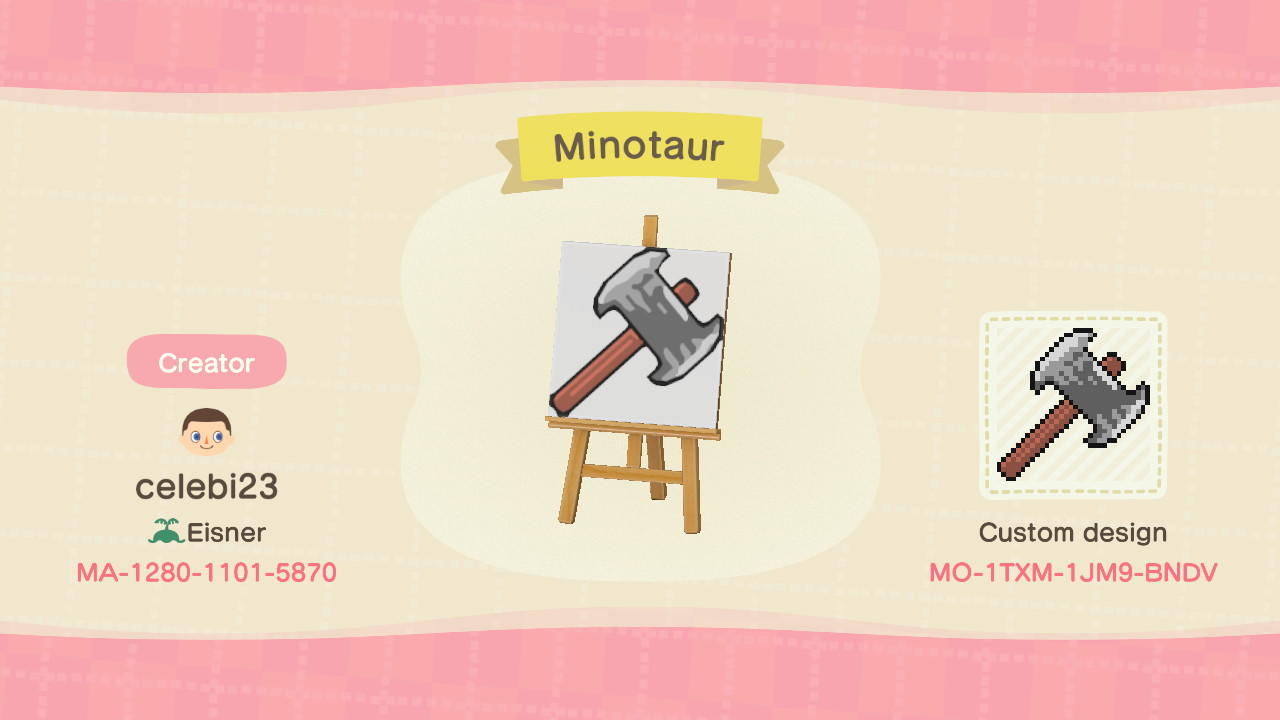 Minotaur
Creator
celebi23
Eisner
MA-1280-1101-5870
Custom design
MO-1TXM-1JM9-BNDV